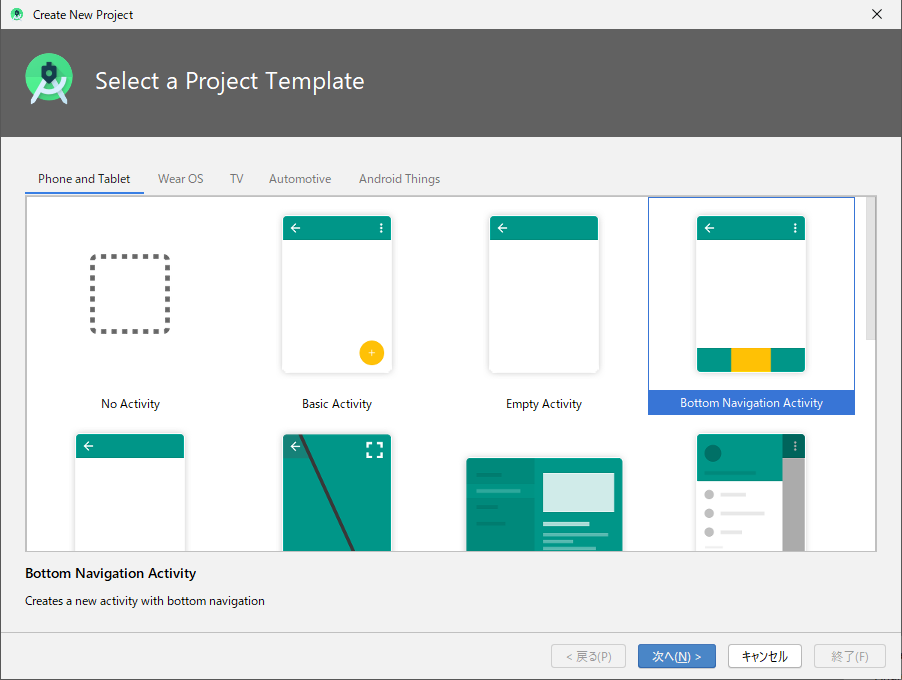 Create New Project
Select a Project Template
Phone and Tablet
Wear OS
TV
Automotive
Android Things
No Activity
Basic Activity
Empty Activity
Bottom Navigation Activity
Bottom Navigation Activity
Creates a new activity with bottom navigation
< 戻る(P)
次へ(N) >
キャンセル
終了(F)